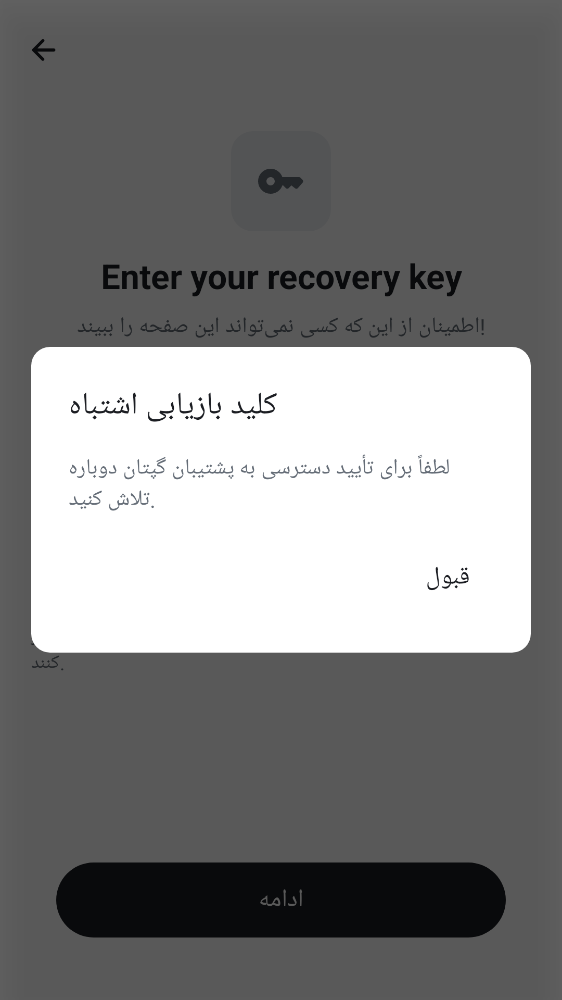 Enter your recovery key
اطمینان از این که کسی نمی‌تواند این صفحه را ببیند!
کلید بازیابی اشتباه
لطفاً برای تأیید دسترسی به پشتیبان گپتان دوباره
تلاش کنید.
قبول
کنند.
ادامه